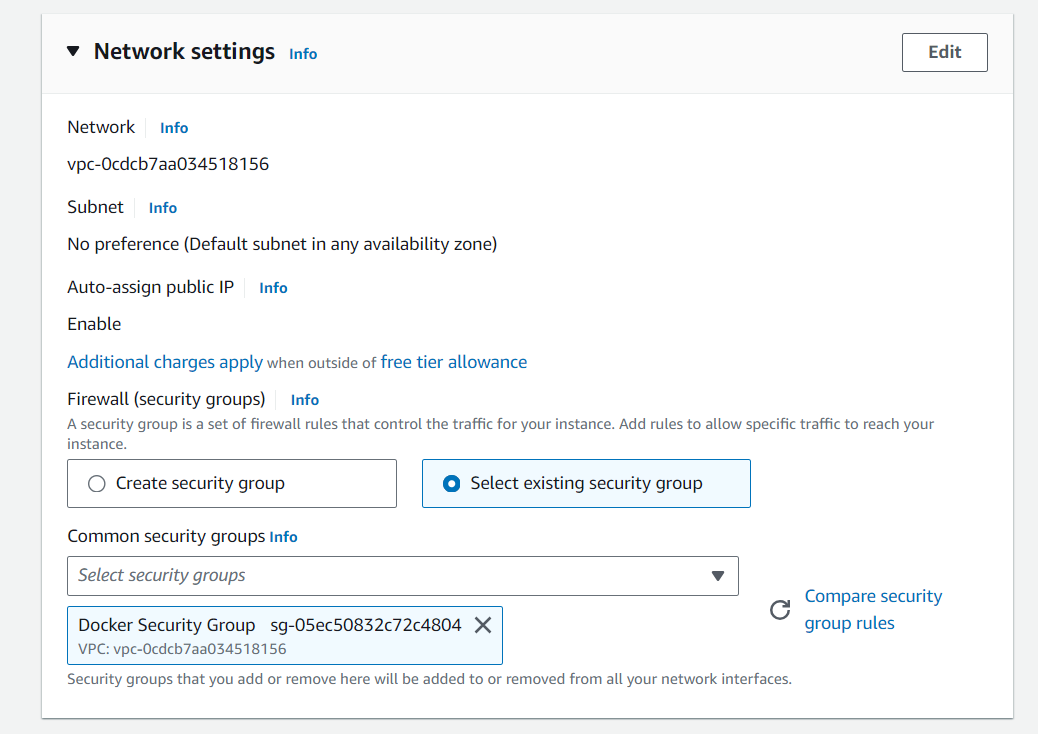 Network settings Info
Edit
Network Info
vpc-0cdcb7aa034518156
Subnet Info
No preference (Default subnet in any availability zone)
Auto-assign public IP Info
Enable
Additional charges apply when outside of free tier allowance
Firewall (security groups) Info
A security group is a set of firewall rules that control the traffic for your instance. Add rules to allow specific traffic to reach your
instance.
Create security group
Select existing security group
Common security groups Info
Select security groups
Docker Security Group sg-05ec50832c72c4804
VPC: vpc-0cdcb7aa034518156
Compare security
group rules
Security groups that you add or remove here will be added to or removed from all your network interfaces.